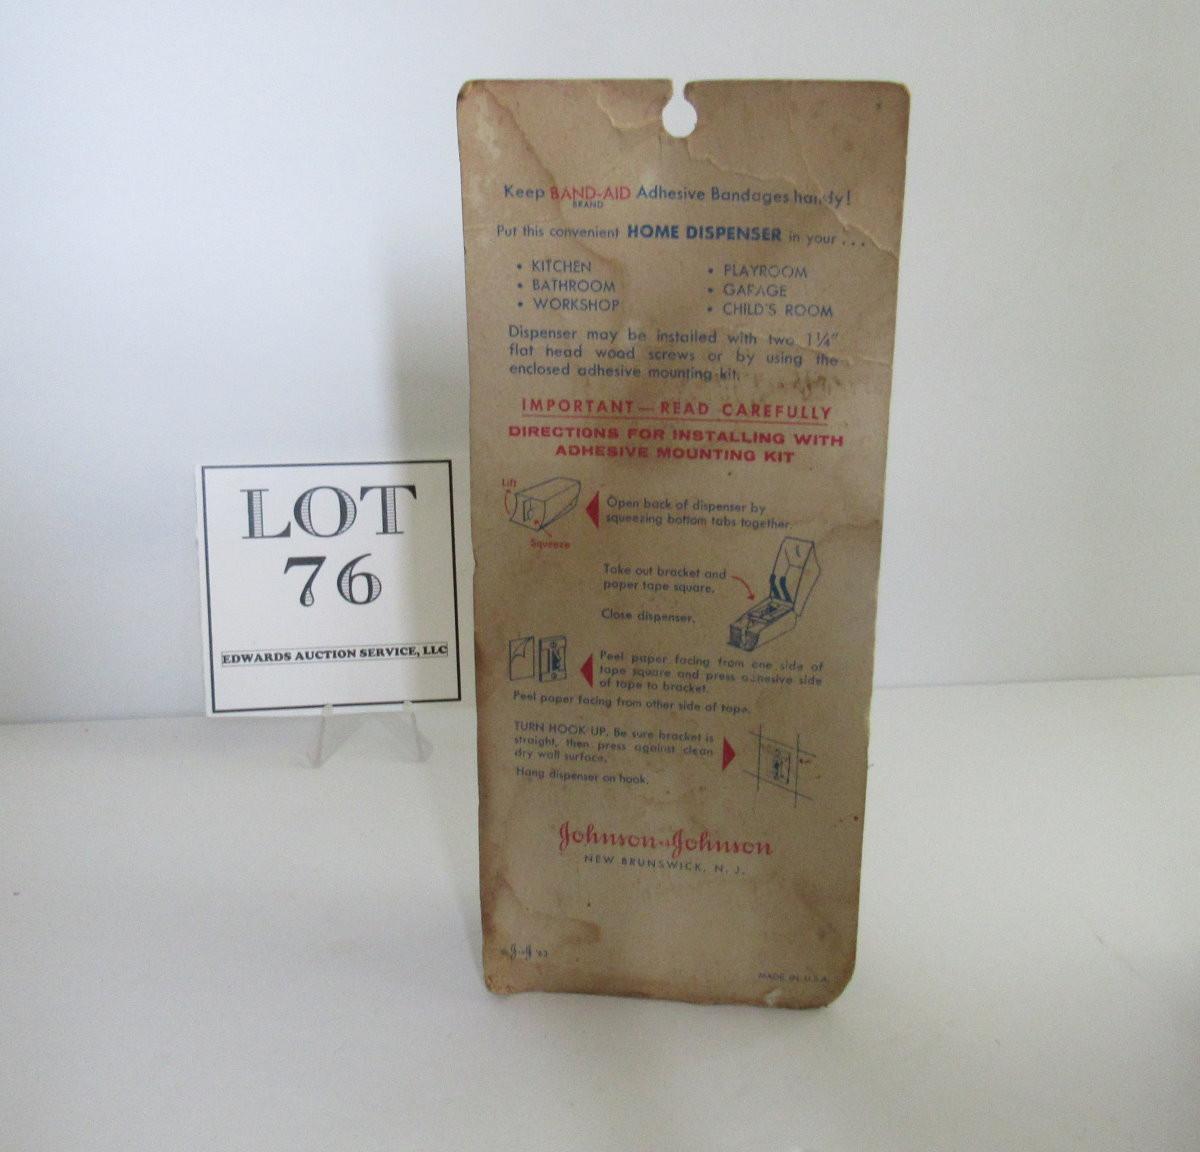 LOT
76
EDWARDS AUCTION SERVICE, LLC
Keep BAND-AID Adhesive Bandages handy!
BRAND
Put this convenient HOME DISPENSER in your . . .
• KITCHEN
• BATHROOM
• WORKSHOP
• PLAYROOM
• GARAGE
• CHILD'S ROOM
Dispenser may be installed with two 1¼"
flat head wood screws or by using the
enclosed adhesive mounting kit.
IMPORTANT — READ CAREFULLY
DIRECTIONS FOR INSTALLING WITH
ADHESIVE MOUNTING KIT
Lift
Squeeze
Open back of dispenser by
squeezing bottom tabs together.
Take out bracket and
paper tape square.
Close dispenser.
Peel paper facing from one side of
tape square and press adhesive side
of tape to bracket.
Peel paper facing from other side of tape.
TURN HOOK UP. Be sure bracket is
straight, then press against clean
dry wall surface.
Hang dispenser on hook.
Johnson & Johnson
NEW BRUNSWICK, N. J.
J & J
MADE IN U.S.A.